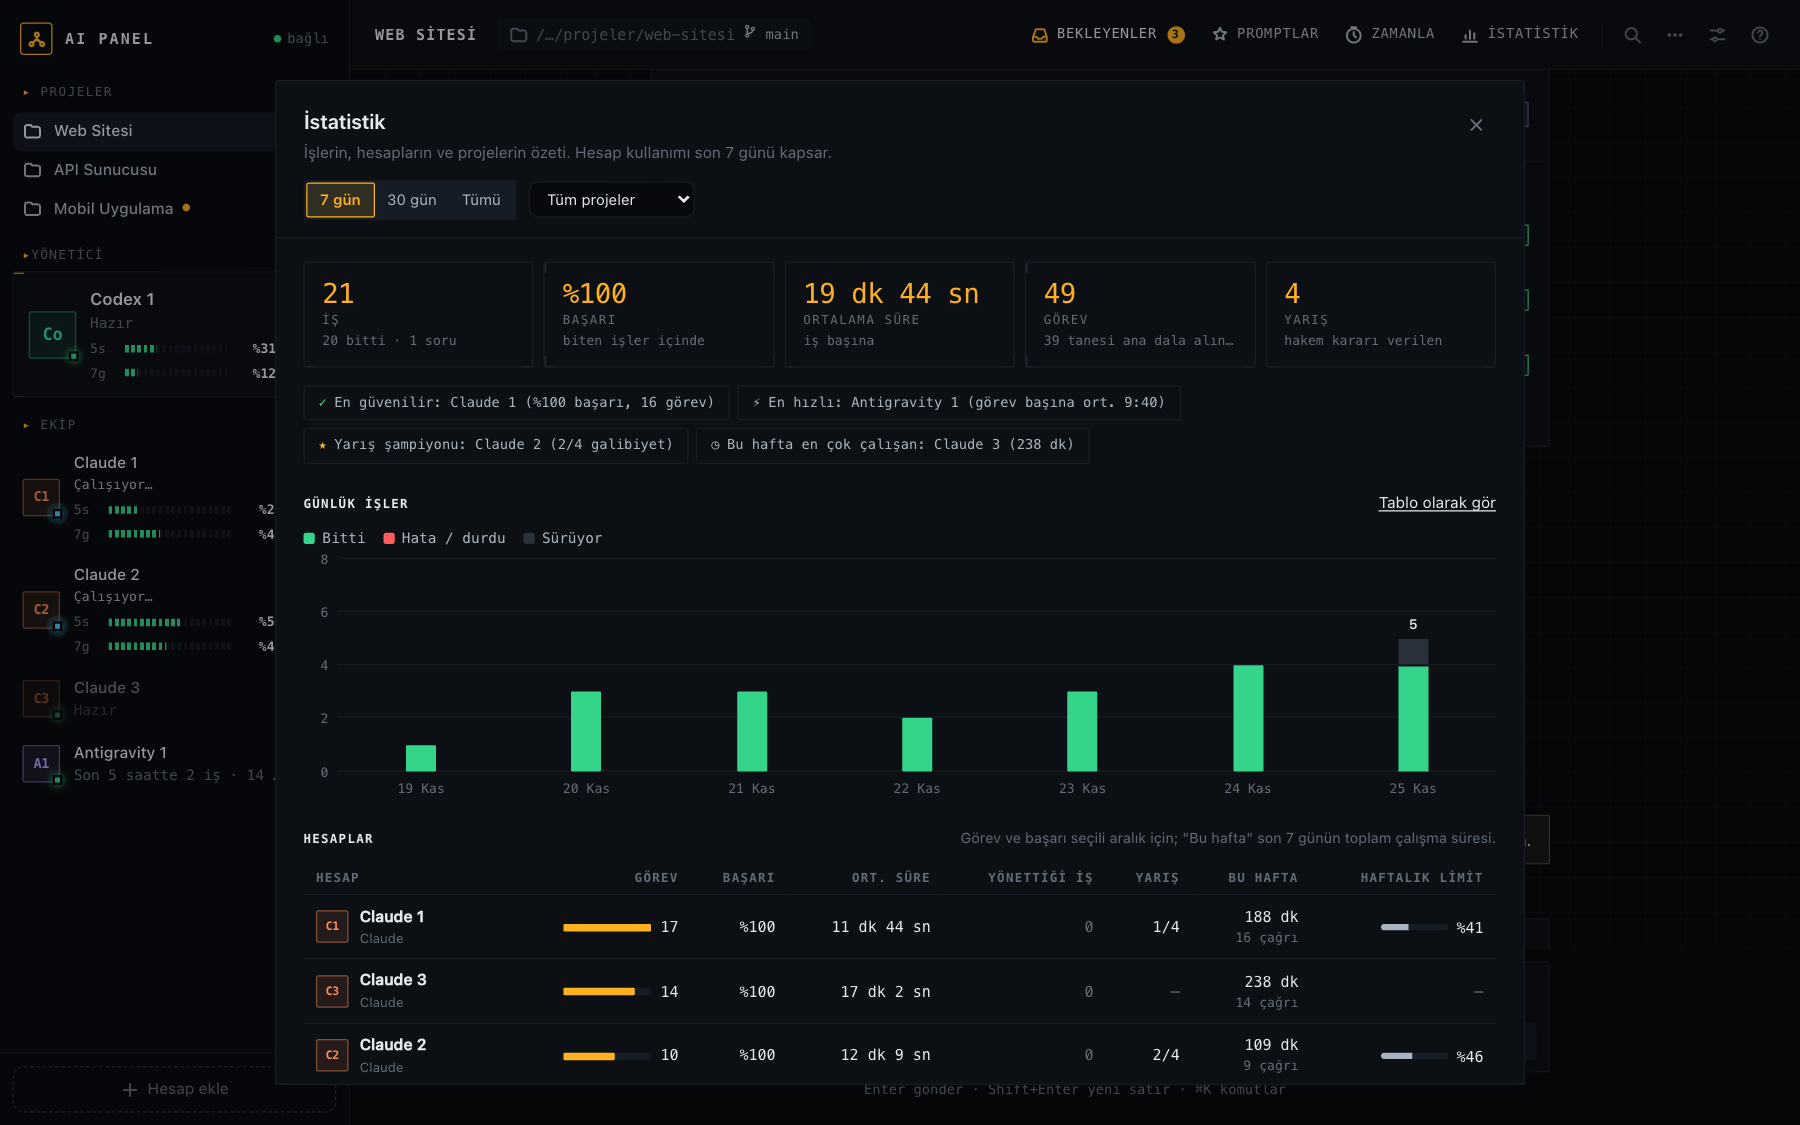 AI PANEL
bağlı
WEB SİTESİ
/…/projeler/web-sitesi
main
BEKLEYENLER 3
PROMPTLAR
ZAMANLA
İSTATİSTİK
PROJELER
Web Sitesi
API Sunucusu
Mobil Uygulama
YÖNETİCİ
Co
Codex 1
Hazır
5s %31
7g %12
EKİP
C1
Claude 1
Çalışıyor…
5s %2
7g %4
C2
Claude 2
Çalışıyor…
5s %5
7g %4
C3
Claude 3
Hazır
A1
Antigravity 1
Son 5 saatte 2 iş · 14
+ Hesap ekle
İstatistik
İşlerin, hesapların ve projelerin özeti. Hesap kullanımı son 7 günü kapsar.
7 gün
30 gün
Tümü
Tüm projeler
21
İŞ
20 bitti · 1 soru
%100
BAŞARI
biten işler içinde
19 dk 44 sn
ORTALAMA SÜRE
iş başına
49
GÖREV
39 tanesi ana dala alın…
4
YARIŞ
hakem kararı verilen
✓ En güvenilir: Claude 1 (%100 başarı, 16 görev)
⚡ En hızlı: Antigravity 1 (görev başına ort. 9:40)
★ Yarış şampiyonu: Claude 2 (2/4 galibiyet)
◷ Bu hafta en çok çalışan: Claude 3 (238 dk)
GÜNLÜK İŞLER
Tablo olarak gör
Bitti
Hata / durdu
Sürüyor
8
6
4
2
0
5
19 Kas
20 Kas
21 Kas
22 Kas
23 Kas
24 Kas
25 Kas
HESAPLAR
Görev ve başarı seçili aralık için; "Bu hafta" son 7 günün toplam çalışma süresi.
HESAP GÖREV BAŞARI ORT. SÜRE YÖNETTİĞİ İŞ YARIŞ BU HAFTA HAFTALIK LİMİT
C1 Claude 1 17 %100 11 dk 44 sn 0 1/4 188 dk %41
Claude 16 çağrı
C3 Claude 3 14 %100 17 dk 2 sn 0 — 238 dk —
Claude 14 çağrı
C2 Claude 2 10 %100 12 dk 9 sn 0 2/4 109 dk %46
Claude 9 çağrı
Enter gönder · Shift+Enter yeni satır · ⌘K komutlar